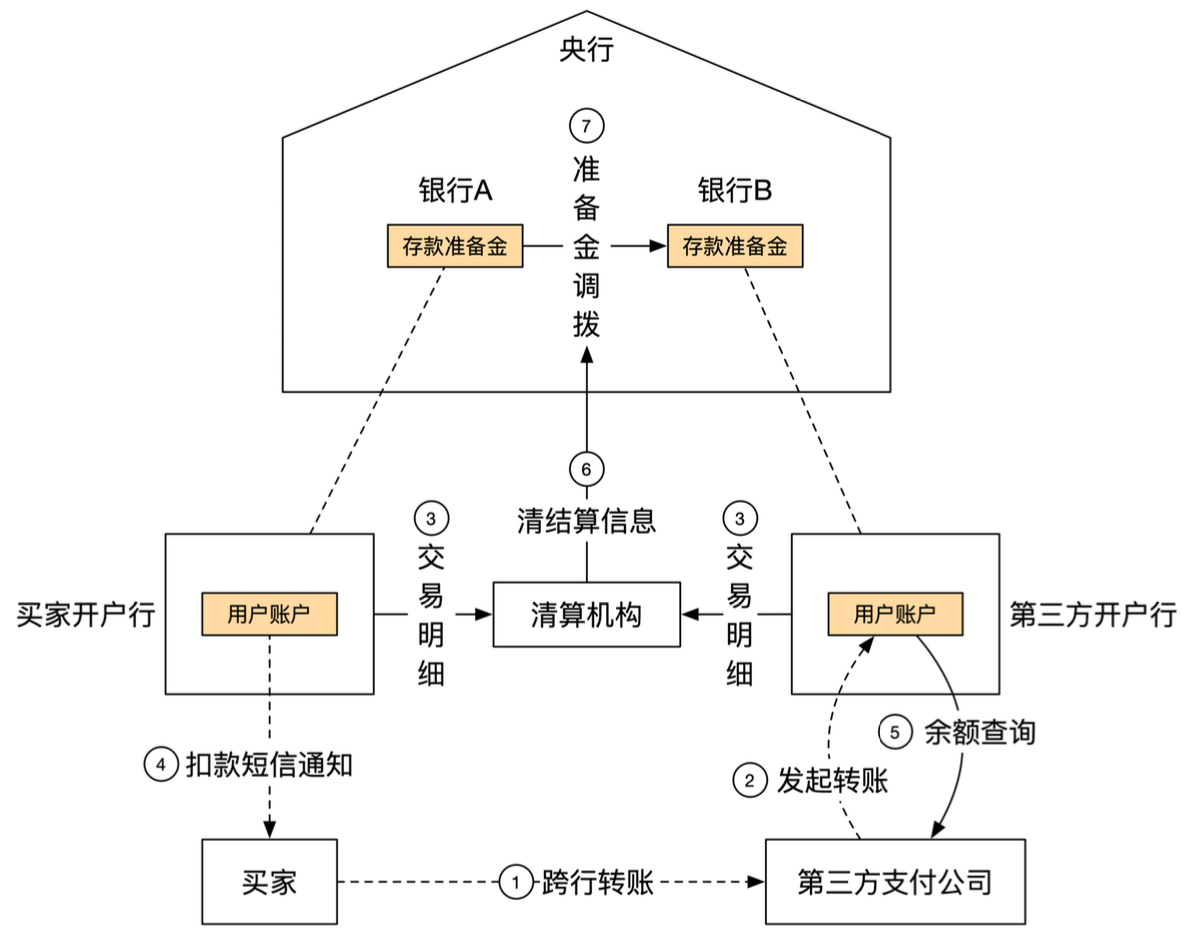 央行
⑦
准备金调拨
银行A
银行B
存款准备金
存款准备金
⑥
清结算信息
③
交易明细
③
交易明细
买家开户行
用户账户
清算机构
用户账户
第三方开户行
④ 扣款短信通知
⑤ 余额查询
② 发起转账
买家
① 跨行转账
第三方支付公司